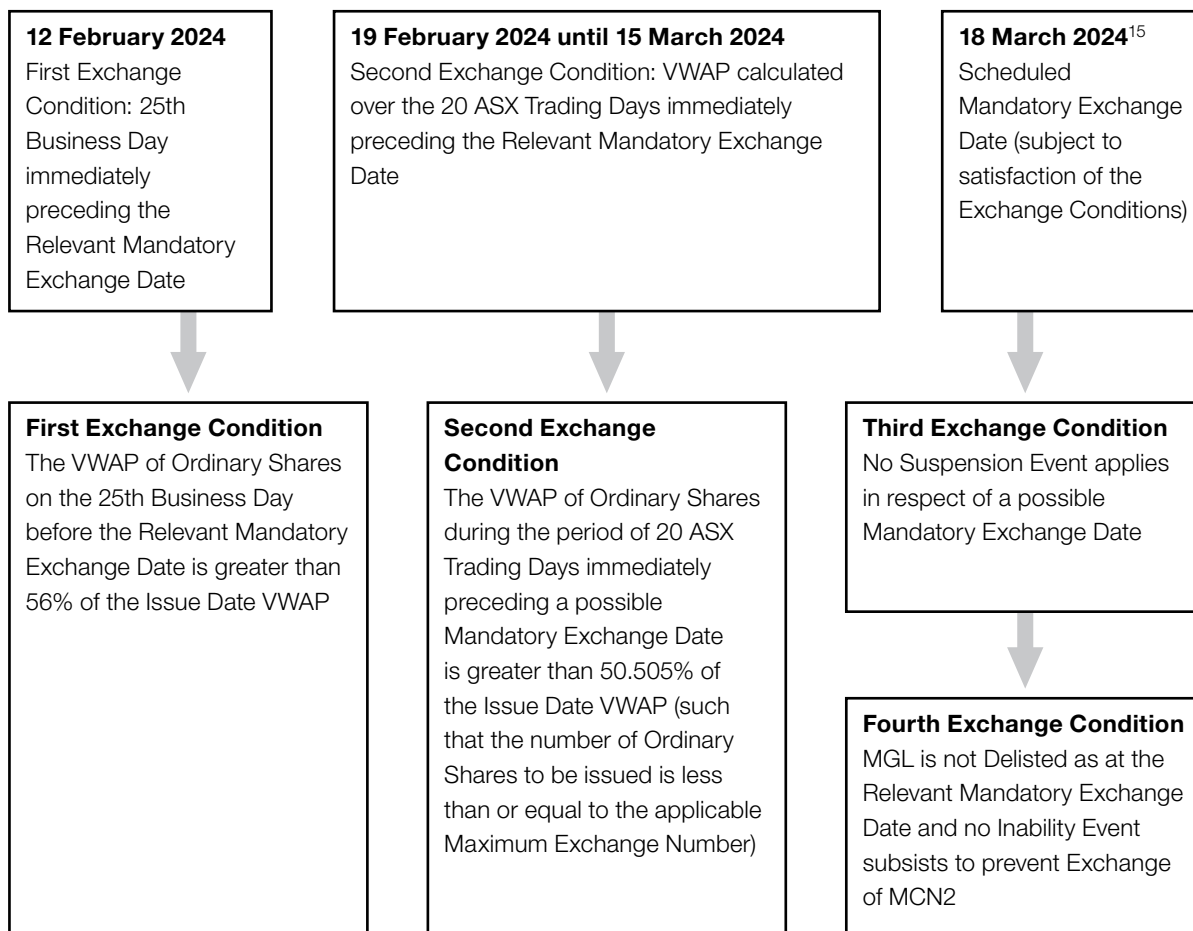 12 February 2024
First Exchange
Condition: 25th
Business Day
immediately
preceding the
Relevant Mandatory
Exchange Date
19 February 2024 until 15 March 2024
Second Exchange Condition: VWAP calculated
over the 20 ASX Trading Days immediately
preceding the Relevant Mandatory Exchange
Date
18 March 2024¹⁵
Scheduled
Mandatory Exchange
Date (subject to
satisfaction of the
Exchange Conditions)
First Exchange Condition
The VWAP of Ordinary Shares
on the 25th Business Day
before the Relevant Mandatory
Exchange Date is greater than
56% of the Issue Date VWAP
Second Exchange
Condition
The VWAP of Ordinary Shares
during the period of 20 ASX
Trading Days immediately
preceding a possible
Mandatory Exchange Date
is greater than 50.505% of
the Issue Date VWAP (such
that the number of Ordinary
Shares to be issued is less
than or equal to the applicable
Maximum Exchange Number)
Third Exchange Condition
No Suspension Event applies
in respect of a possible
Mandatory Exchange Date
Fourth Exchange Condition
MGL is not Delisted as at the
Relevant Mandatory Exchange
Date and no Inability Event
subsists to prevent Exchange
of MCN2